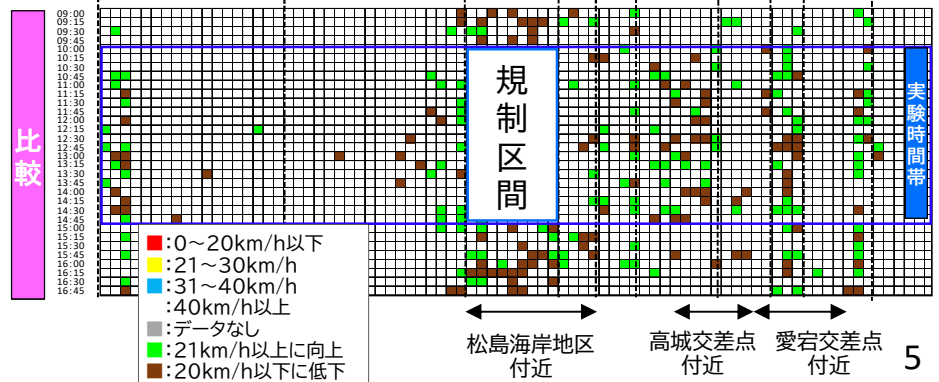 比較
09:00
09:15
09:30
09:45
10:00
10:15
10:30
10:45
11:00
11:15
11:30
11:45
12:00
12:15
12:30
12:45
13:00
13:15
13:30
13:45
14:00
14:15
14:30
14:45
15:00
15:15
15:30
15:45
16:00
16:15
16:30
16:45
規制区間
実験時間帯
:0～20km/h以下
:21～30km/h
:31～40km/h
:40km/h以上
:データなし
:21km/h以上に向上
:20km/h以下に低下
松島海岸地区
付近
高城交差点
付近
愛宕交差点
付近
5